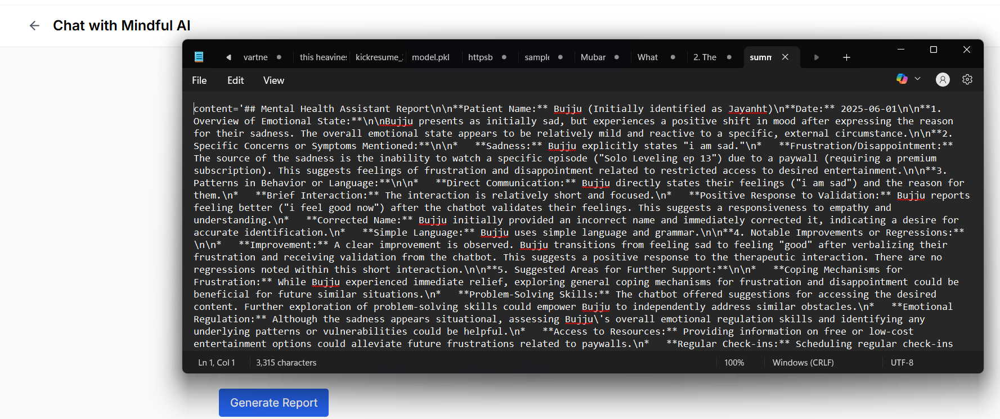 Chat with Mindful AI
vartne this heavines kickresume_ model.pkl httpsb sample Mubar What 2. The summ
File Edit View
content='## Mental Health Assistant Report\n\n**Patient Name:** Bujju (Initially identified as Jayanht)\n**Date:** 2025-06-01\n\n**1.
Overview of Emotional State:**\n\nBujju presents as initially sad, but experiences a positive shift in mood after expressing the reason
for their sadness. The overall emotional state appears to be relatively mild and reactive to a specific, external circumstance.\n\n**2.
Specific Concerns or Symptoms Mentioned:**\n\n*   **Sadness:** Bujju explicitly states "i am sad."\n*   **Frustration/Disappointment:**
The source of the sadness is the inability to watch a specific episode ("Solo Leveling ep 13") due to a paywall (requiring a premium
subscription). This suggests feelings of frustration and disappointment related to restricted access to desired entertainment.\n\n**3.
Patterns in Behavior or Language:**\n\n*   **Direct Communication:** Bujju directly states their feelings ("i am sad") and the reason for
them.\n*   **Brief Interaction:** The interaction is relatively short and focused.\n*   **Positive Response to Validation:** Bujju reports
feeling better ("i feel good now") after the chatbot validates their feelings. This suggests a responsiveness to empathy and
understanding.\n*   **Corrected Name:** Bujju initially provided an incorrect name and immediately corrected it, indicating a desire for
accurate identification.\n*   **Simple Language:** Bujju uses simple language and grammar.\n\n**4. Notable Improvements or Regressions:**
\n\n*   **Improvement:** A clear improvement is observed. Bujju transitions from feeling sad to feeling "good" after verbalizing their
frustration and receiving validation from the chatbot. This suggests a positive response to the therapeutic interaction. There are no
regressions noted within this short interaction.\n\n**5. Suggested Areas for Further Support:**\n\n*   **Coping Mechanisms for
Frustration:** While Bujju experienced immediate relief, exploring general coping mechanisms for frustration and disappointment could be
beneficial for future similar situations.\n*   **Problem-Solving Skills:** The chatbot offered suggestions for accessing the desired
content. Further exploration of problem-solving skills could empower Bujju to independently address similar obstacles.\n*   **Emotional
Regulation:** Although the sadness appears situational, assessing Bujju\'s overall emotional regulation skills and identifying any
underlying patterns or vulnerabilities could be helpful.\n*   **Access to Resources:** Providing information on free or low-cost
entertainment options could alleviate future frustrations related to paywalls.\n*   **Regular Check-ins:** Scheduling regular check-ins
Ln 1, Col 1 3,315 characters 100% Windows (CRLF) UTF-8
Generate Report